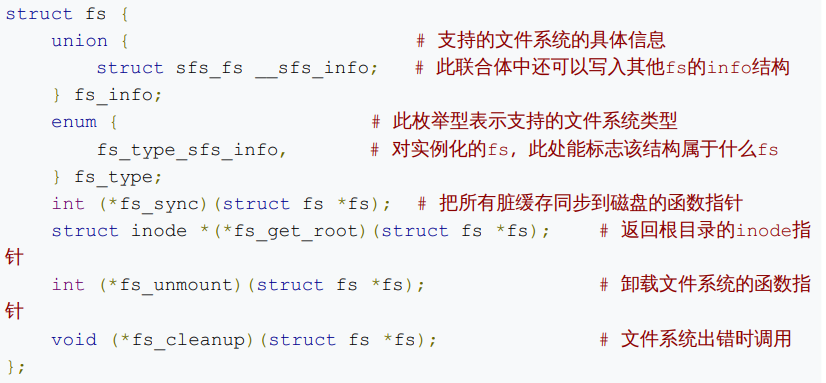 struct fs {
    union {                          # 支持的文件系统的具体信息
        struct sfs_fs __sfs_info;   # 此联合体中还可以写入其他fs的info结构
    } fs_info;
    enum {                       # 此枚举型表示支持的文件系统类型
        fs_type_sfs_info,       # 对实例化的fs，此处能标志该结构属于什么fs
    } fs_type;
    int (*fs_sync)(struct fs *fs);  # 把所有脏缓存同步到磁盘的函数指针
    struct inode *(*fs_get_root)(struct fs *fs);    # 返回根目录的inode指
针
    int (*fs_unmount)(struct fs *fs);               # 卸载文件系统的函数指
针
    void (*fs_cleanup)(struct fs *fs);              # 文件系统出错时调用
};